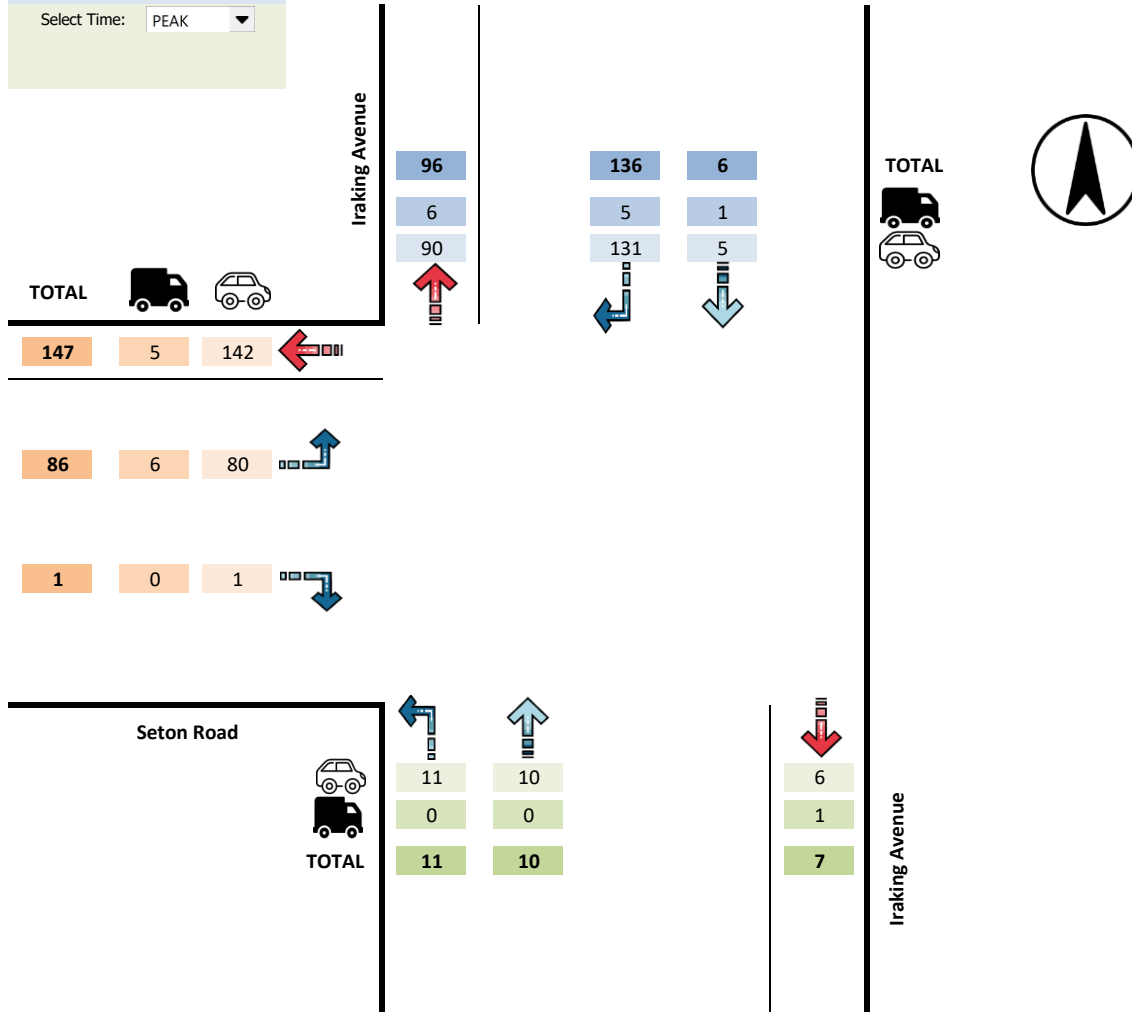 Select Time: PEAK
Iraking Avenue
96 136 6 TOTAL
6 5 1
90 131 5
TOTAL
147 5 142
86 6 80
1 0 1
Seton Road
11 10 6
0 0 1
TOTAL 11 10 7
Iraking Avenue